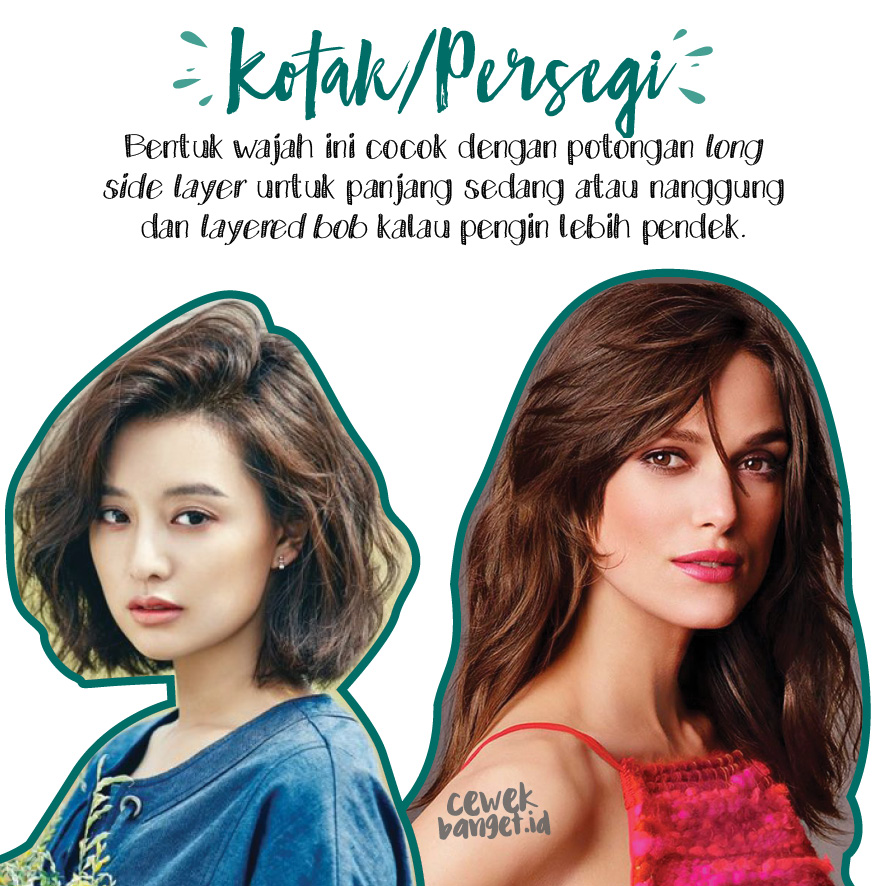 Kotak/Persegi
Bentuk wajah ini cocok dengan potongan long
side layer untuk panjang sedang atau nanggung
dan layered bob kalau pengin lebih pendek.
cewek
banget.id